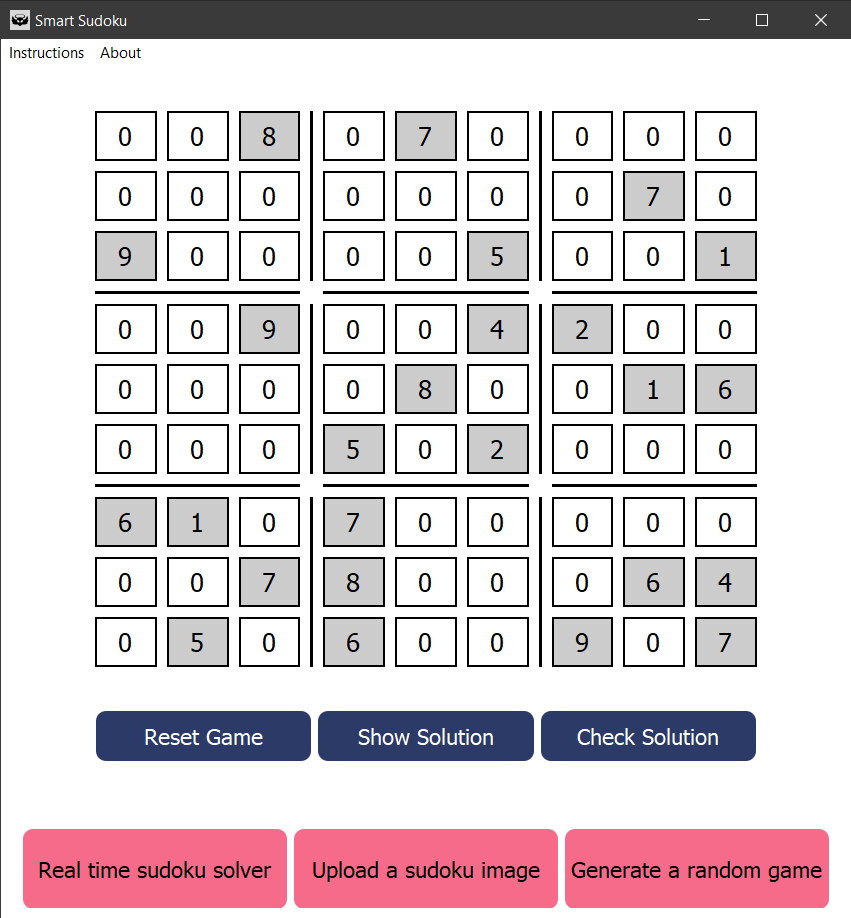 Smart Sudoku
Instructions About
0 0 8 0 7 0 0 0 0
0 0 0 0 0 0 0 7 0
9 0 0 0 0 5 0 0 1
0 0 9 0 0 4 2 0 0
0 0 0 0 8 0 0 1 6
0 0 0 5 0 2 0 0 0
6 1 0 7 0 0 0 0 0
0 0 7 8 0 0 0 6 4
0 5 0 6 0 0 9 0 7
Reset Game Show Solution Check Solution
Real time sudoku solver Upload a sudoku image Generate a random game